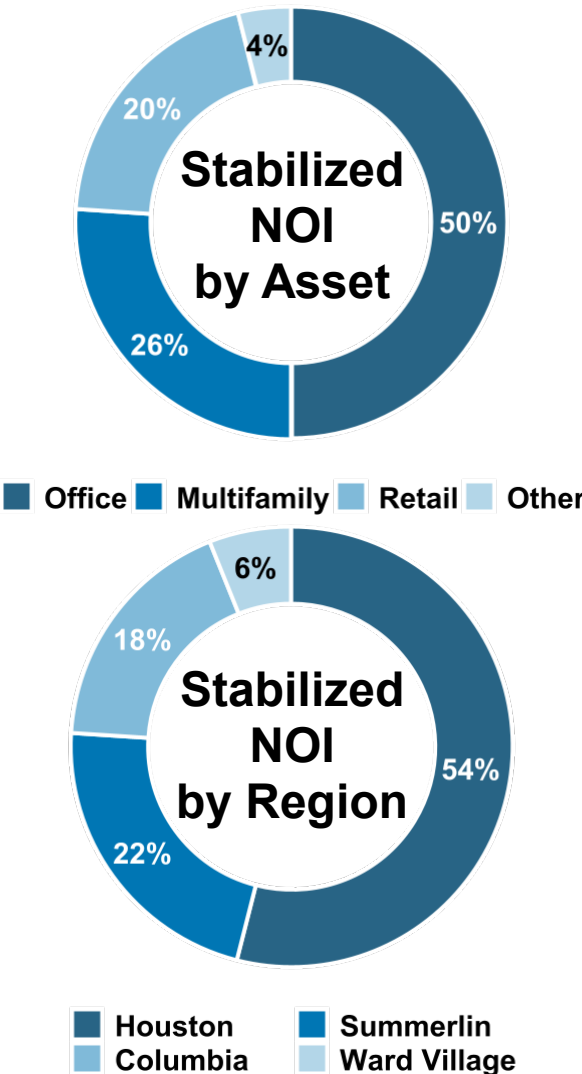 4%
20%
Stabilized
NOI
by Asset
50%
26%
Office Multifamily Retail Other
6%
18%
Stabilized
NOI
by Region
54%
22%
Houston Summerlin
Columbia Ward Village